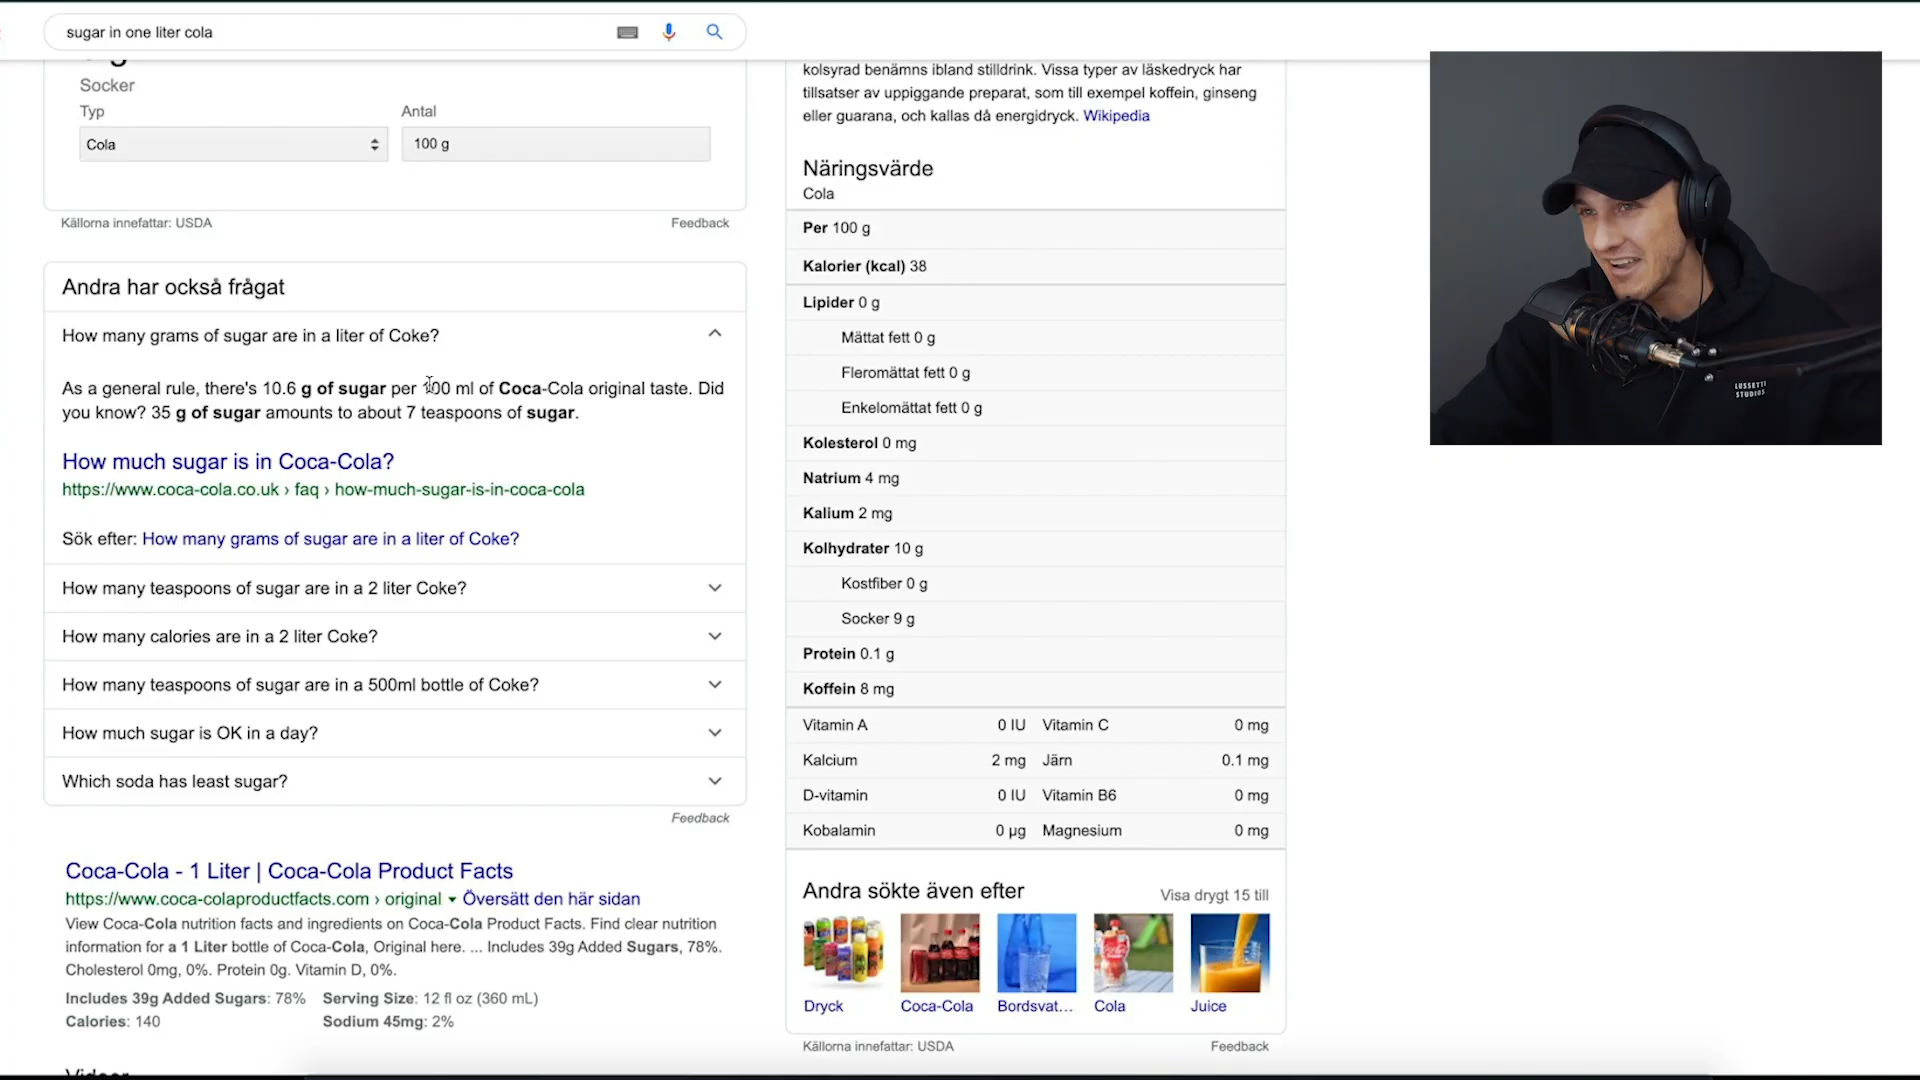 sugar in one liter cola
Socker
Typ
Antal
Cola
100 g
Källorna innefattar: USDA
Feedback
Andra har också frågat
How many grams of sugar are in a liter of Coke?
As a general rule, there's 10.6 g of sugar per 100 ml of Coca-Cola original taste. Did
you know? 35 g of sugar amounts to about 7 teaspoons of sugar.
How much sugar is in Coca-Cola?
https://www.coca-cola.co.uk › faq › how-much-sugar-is-in-coca-cola
Sök efter: How many grams of sugar are in a liter of Coke?
How many teaspoons of sugar are in a 2 liter Coke?
How many calories are in a 2 liter Coke?
How many teaspoons of sugar are in a 500ml bottle of Coke?
How much sugar is OK in a day?
Which soda has least sugar?
Feedback
Coca-Cola - 1 Liter | Coca-Cola Product Facts
https://www.coca-colaproductfacts.com › original ▾ Översätt den här sidan
View Coca-Cola nutrition facts and ingredients on Coca-Cola Product Facts. Find clear nutrition
information for a 1 Liter bottle of Coca-Cola, Original here. ... Includes 39g Added Sugars, 78%.
Cholesterol 0mg, 0%. Protein 0g. Vitamin D, 0%.
Includes 39g Added Sugars: 78% Serving Size: 12 fl oz (360 mL)
Calories: 140 Sodium 45mg: 2%
kolsyrad benämns ibland stilldrink. Vissa typer av läskedryck har
tillsatser av uppiggande preparat, som till exempel koffein, ginseng
eller guarana, och kallas då energidryck. Wikipedia
Näringsvärde
Cola
Per 100 g
Kalorier (kcal) 38
Lipider 0 g
Mättat fett 0 g
Fleromättat fett 0 g
Enkelomättat fett 0 g
Kolesterol 0 mg
Natrium 4 mg
Kalium 2 mg
Kolhydrater 10 g
Kostfiber 0 g
Socker 9 g
Protein 0.1 g
Koffein 8 mg
Vitamin A 0 IU Vitamin C 0 mg
Kalcium 2 mg Järn 0.1 mg
D-vitamin 0 IU Vitamin B6 0 mg
Kobalamin 0 µg Magnesium 0 mg
Andra sökte även efter
Visa drygt 15 till
Dryck
Coca-Cola
Bordsvat...
Cola
Juice
Källorna innefattar: USDA
Feedback
LUSSETTI
STUDIOS